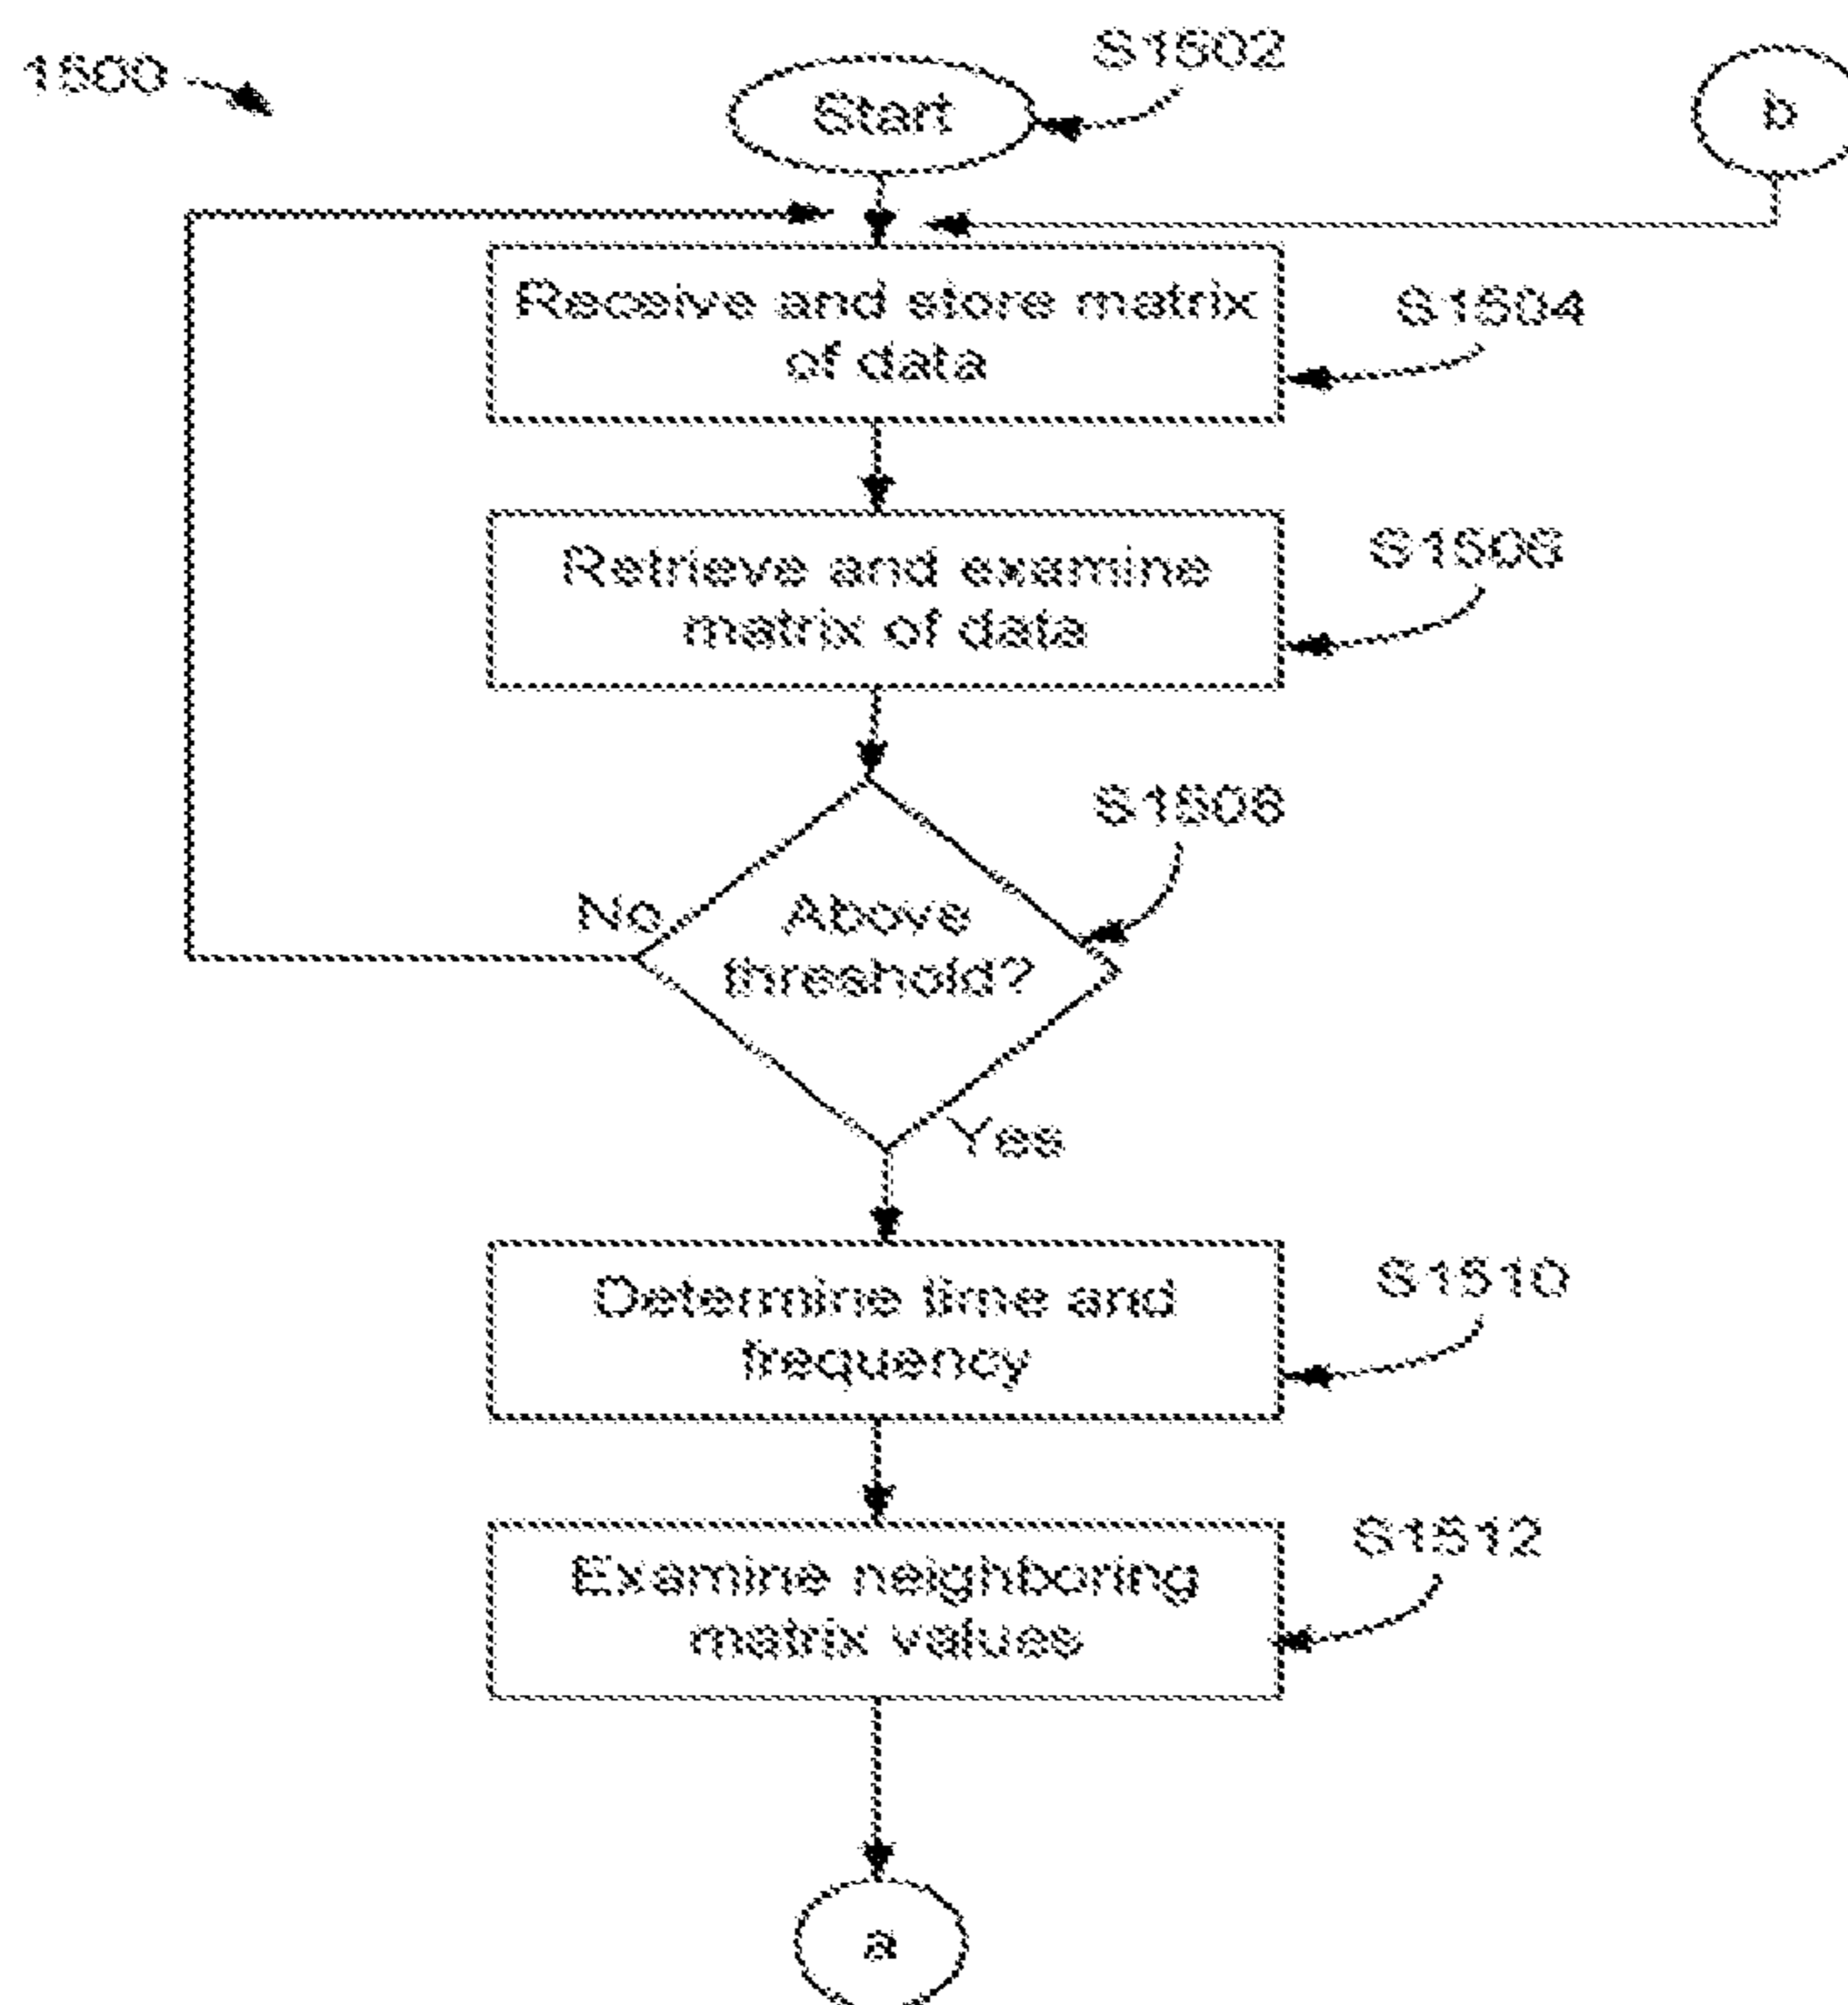 1500
Start
S1502
b
Receive and store matrix
of data
S1504
Retrieve and examine
matrix of data
S1508
Above
threshold?
S1506
No
Yes
Determine time and
frequency
S1510
Examine neighboring
matrix values
S1512
a